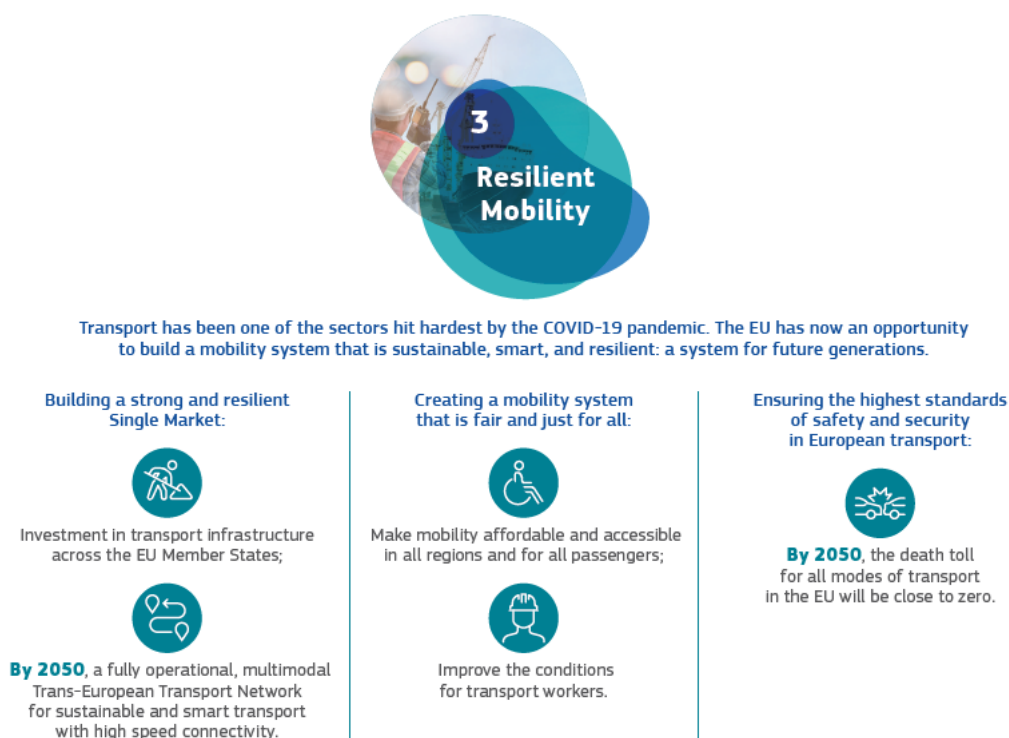 3
Resilient
Mobility
Transport has been one of the sectors hit hardest by the COVID-19 pandemic. The EU has now an opportunity
to build a mobility system that is sustainable, smart, and resilient: a system for future generations.
Building a strong and resilient
Single Market:
Investment in transport infrastructure
across the EU Member States;
By 2050, a fully operational, multimodal
Trans-European Transport Network
for sustainable and smart transport
with high speed connectivity.
Creating a mobility system
that is fair and just for all:
Make mobility affordable and accessible
in all regions and for all passengers;
Improve the conditions
for transport workers.
Ensuring the highest standards
of safety and security
in European transport:
By 2050, the death toll
for all modes of transport
in the EU will be close to zero.